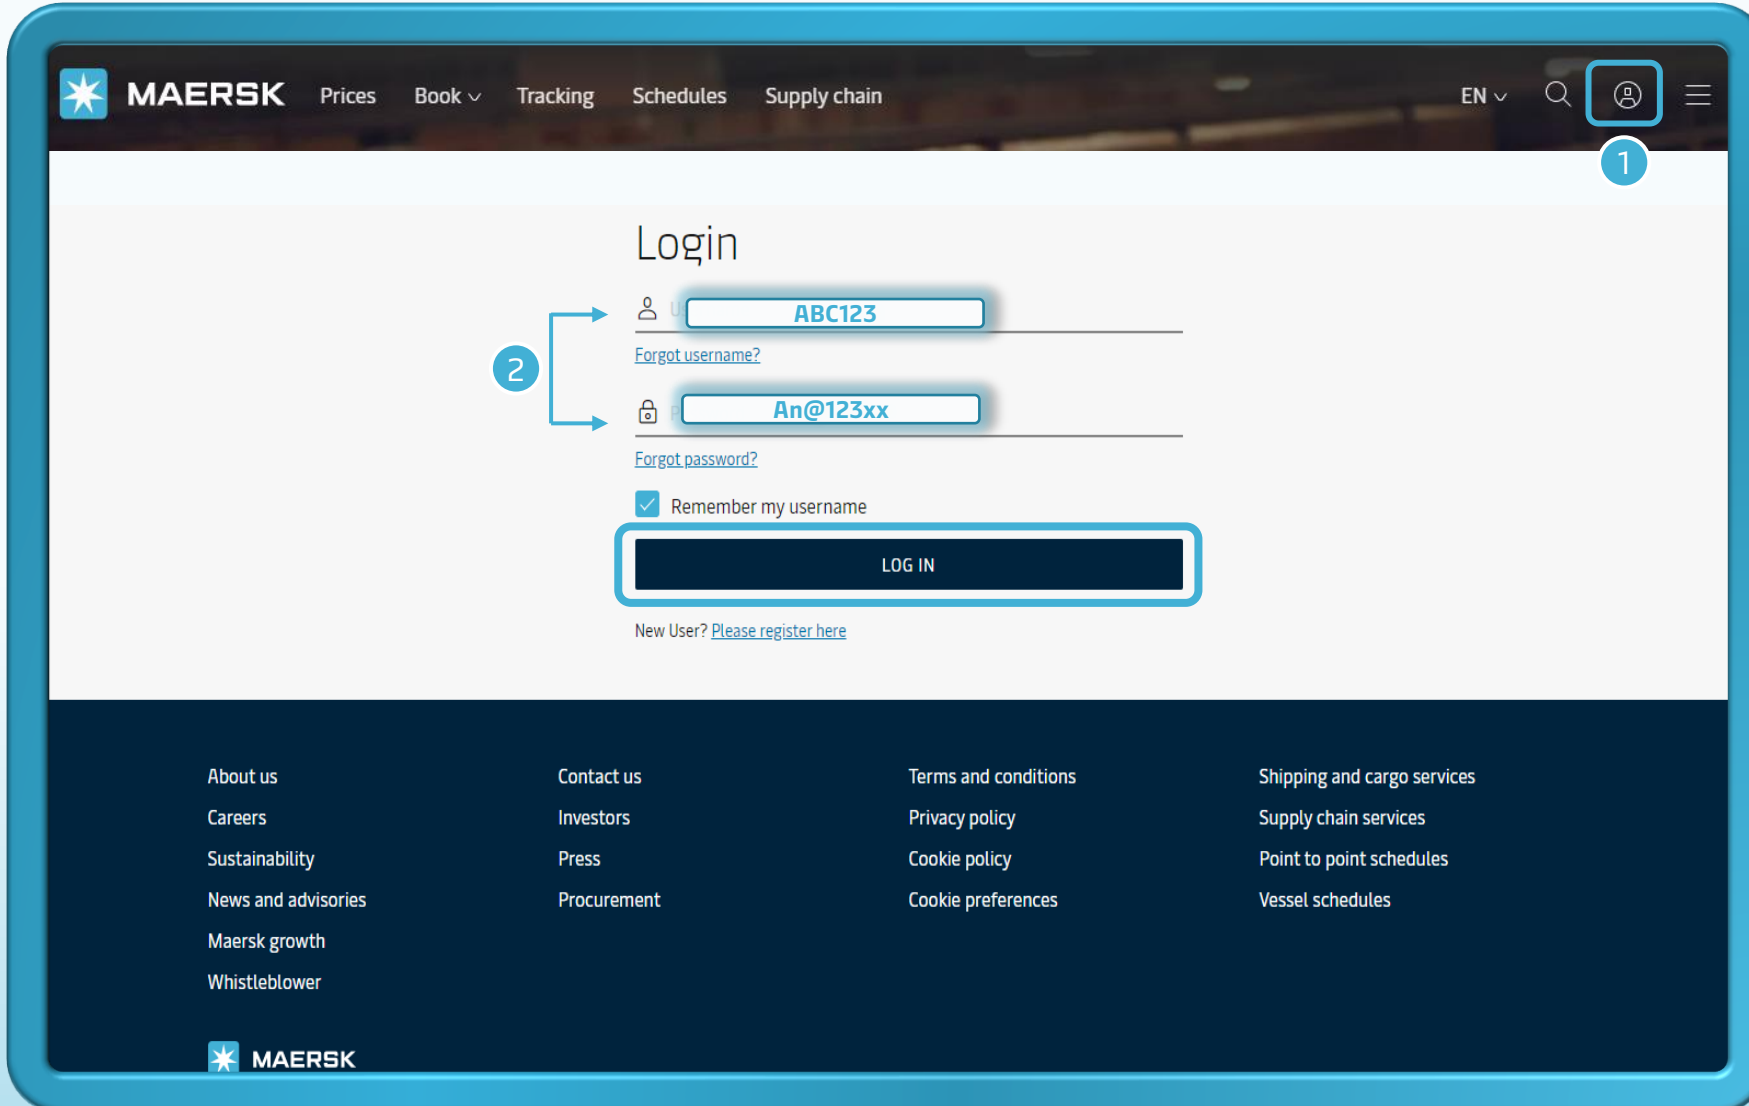 MAERSK Prices Book Tracking Schedules Supply chain EN
1
Login
ABC123
Forgot username?
2
An@123xx
Forgot password?
Remember my username
LOG IN
New User? Please register here
About us Contact us Terms and conditions Shipping and cargo services
Careers Investors Privacy policy Supply chain services
Sustainability Press Cookie policy Point to point schedules
News and advisories Procurement Cookie preferences Vessel schedules
Maersk growth
Whistleblower
MAERSK